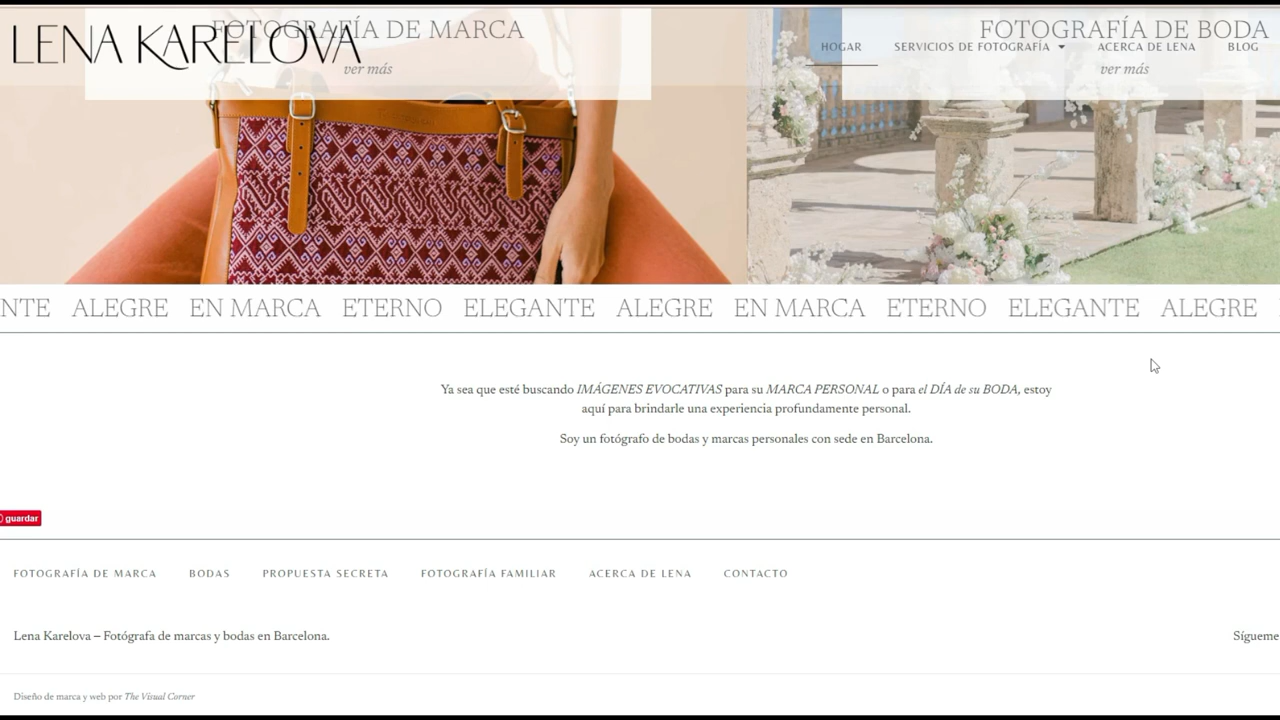 FOTOGRAFÍA DE MARCA
FOTOGRAFÍA DE BODA
LENA KARELOVA
HOGAR SERVICIOS DE FOTOGRAFÍA ACERCA DE LENA BLOG
ver más
ver más
NTE ALEGRE EN MARCA ETERNO ELEGANTE ALEGRE EN MARCA ETERNO ELEGANTE ALEGRE
Ya sea que esté buscando IMÁGENES EVOCATIVAS para su MARCA PERSONAL o para el DÍA de su BODA, estoy
aquí para brindarle una experiencia profundamente personal.
Soy un fotógrafo de bodas y marcas personales con sede en Barcelona.
guardar
FOTOGRAFÍA DE MARCA BODAS PROPUESTA SECRETA FOTOGRAFÍA FAMILIAR ACERCA DE LENA CONTACTO
Lena Karelova – Fotógrafa de marcas y bodas en Barcelona.
Sígueme
Diseño de marca y web por The Visual Corner